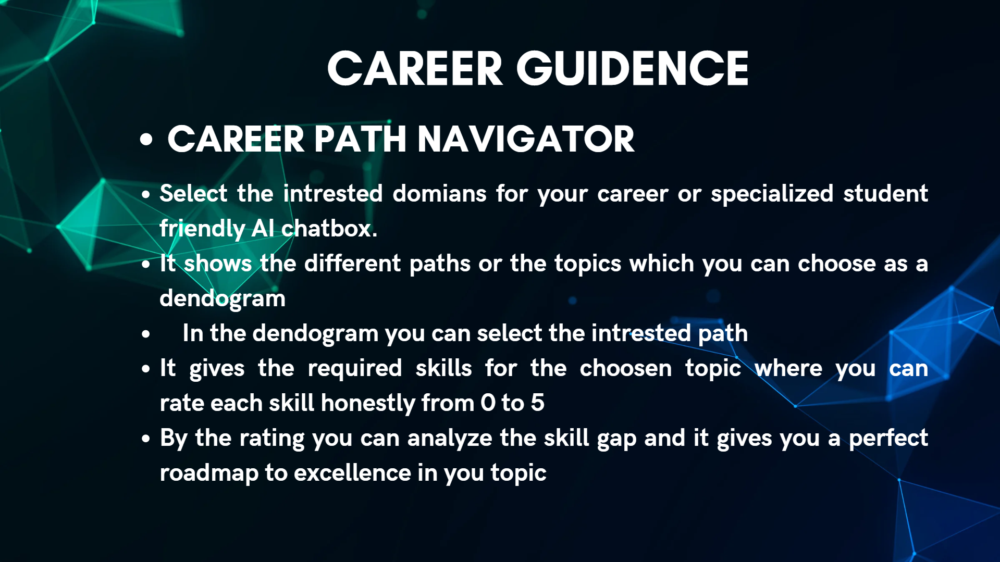 CAREER GUIDENCE
• CAREER PATH NAVIGATOR
• Select the intrested domians for your career or specialized student
friendly AI chatbox.
• It shows the different paths or the topics which you can choose as a
dendogram
• In the dendogram you can select the intrested path
• It gives the required skills for the choosen topic where you can
rate each skill honestly from 0 to 5
• By the rating you can analyze the skill gap and it gives you a perfect
roadmap to excellence in you topic